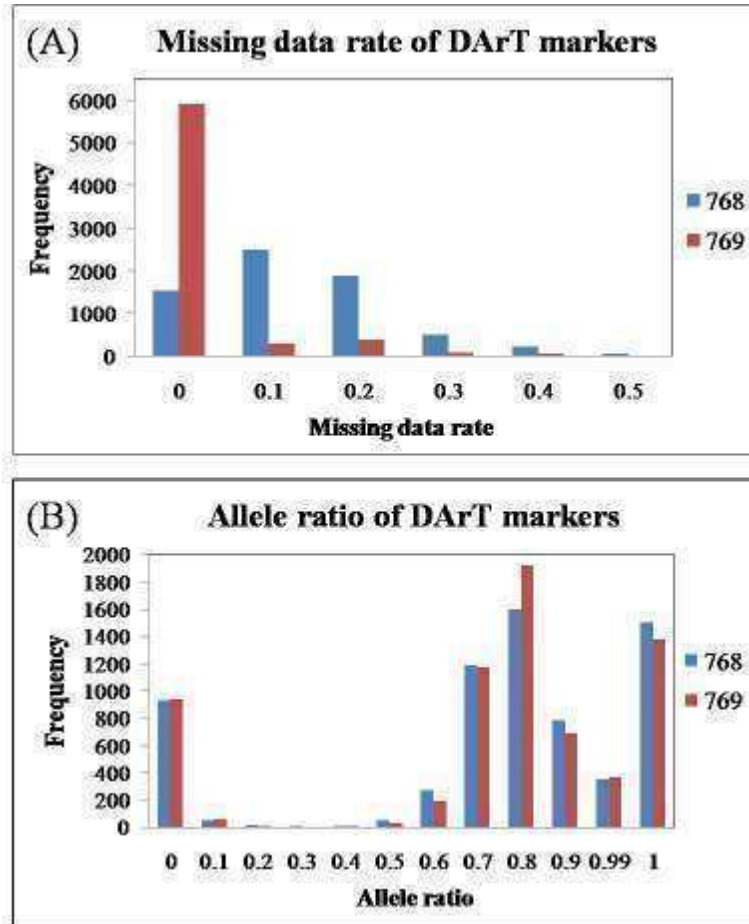 (A) Missing data rate of DArT markers
6000
5000
4000
3000
2000
1000
0
Frequency
768
769
0 0.1 0.2 0.3 0.4 0.5
Missing data rate
(B) Allele ratio of DArT markers
2000
1800
1600
1400
1200
1000
800
600
400
200
0
Frequency
768
769
0 0.1 0.2 0.3 0.4 0.5 0.6 0.7 0.8 0.9 0.99 1
Allele ratio